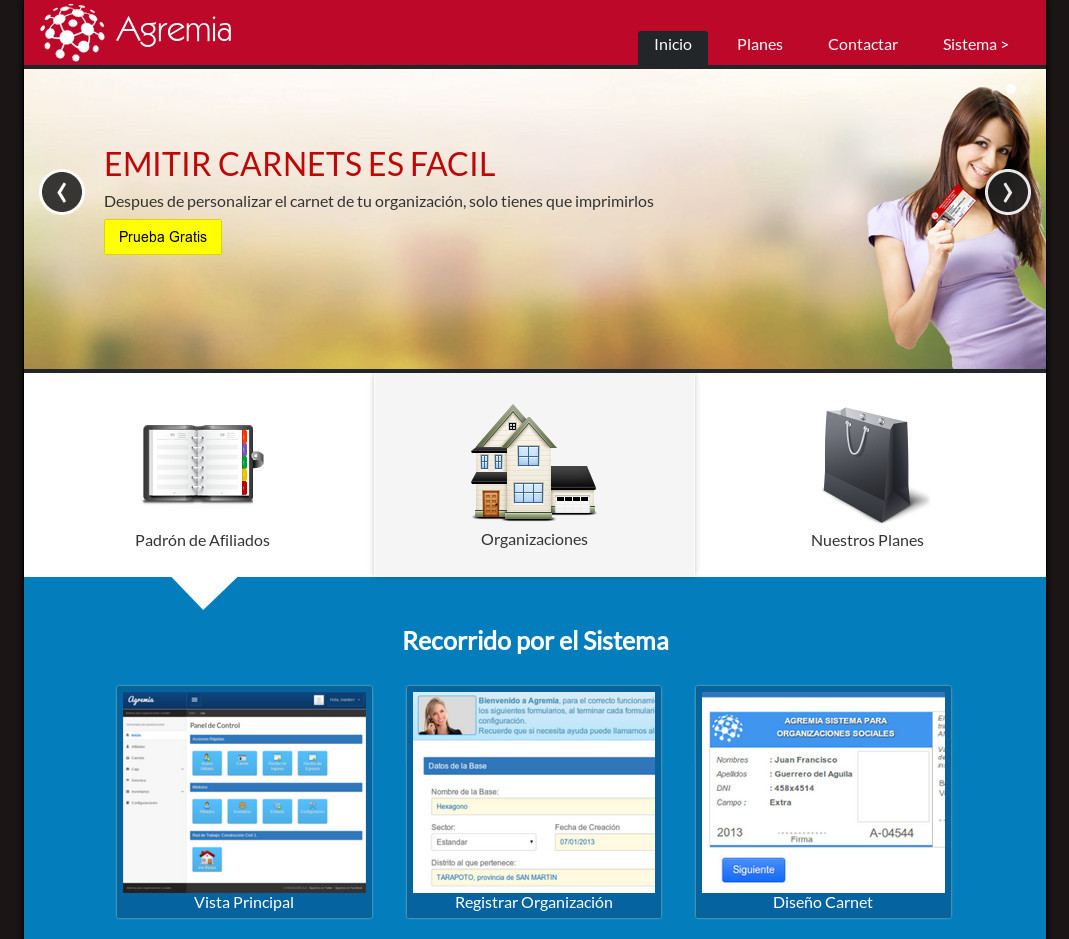 Agremia
Inicio
Planes
Contactar
Sistema >
EMITIR CARNETS ES FACIL
Despues de personalizar el carnet de tu organización, solo tienes que imprimirlos
Prueba Gratis
Padrón de Afiliados
Organizaciones
Nuestros Planes
Recorrido por el Sistema
Agremia
Panel de Control
Vista Principal
Bienvenido a Agremia, para el correcto funcionami
los siguientes formularios, al terminar cada formulari
configuración.
Recuerde que si necesita ayuda puede llamarnos al
Datos de la Base
Nombre de la Base:
Hexagono
Sector:
Fecha de Creación
Estandar
07/01/2013
Distrito al que pertenece:
TARAPOTO, provincia de SAN MARTIN
Registrar Organización
AGREMIA SISTEMA PARA
ORGANIZACIONES SOCIALES
Nombres : Juan Francisco
Apellidos : Guerrero del Aguila
DNI : 458x4514
Campo : Extra
2013
Firma
A-04544
Siguiente
Diseño Carnet